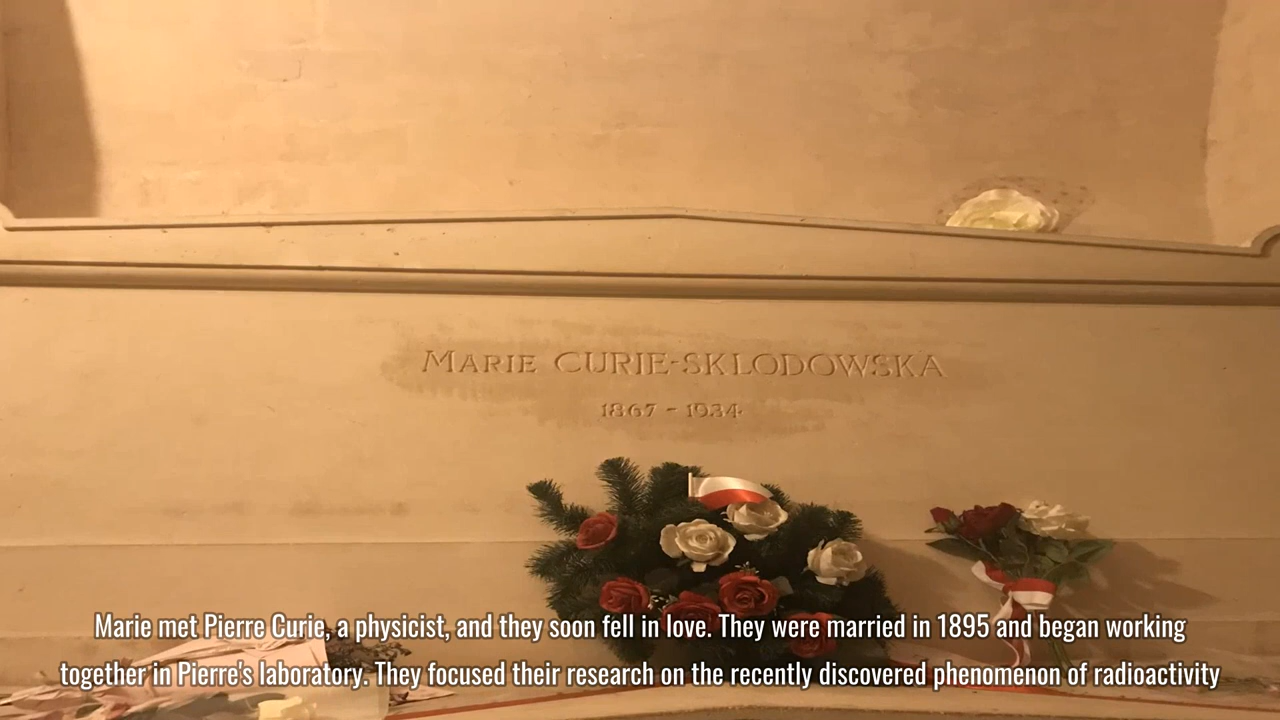 MARIE CURIE-SKLODOWSKA
1867 - 1934
Marie met Pierre Curie, a physicist, and they soon fell in love. They were married in 1895 and began working
together in Pierre's laboratory. They focused their research on the recently discovered phenomenon of radioactivity